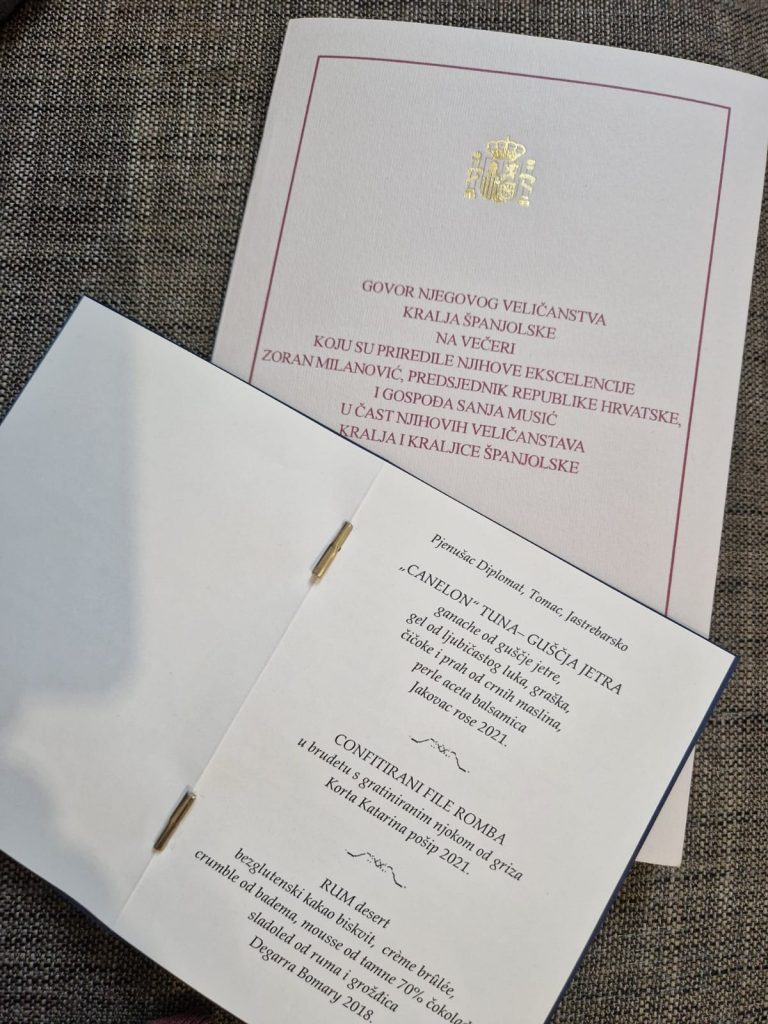 GOVOR NJEGOVOG VELIČANSTVA
KRALJA ŠPANJOLSKE
NA VEČERI
KOJU SU PRIREDILE NJIHOVE EKSCELENCIJE
ZORAN MILANOVIĆ, PREDSJEDNIK REPUBLIKE HRVATSKE,
I GOSPOĐA SANJA MUSIĆ
U ČAST NJIHOVIH VELIČANSTAVA
KRALJA I KRALJICE ŠPANJOLSKE
Pjenušac Diplomat, Tomac, Jastrebarsko
„CANELON“ TUNA– GUŠČJA JETRA
ganache od guščje jetre,
gel od ljubičastog luka, graška,
čičoke i prah od crnih maslina,
perle aceta balsamica
Jakovac rose 2021.
CONFITIRANI FILE ROMBA
u brudetu s gratiniranim njokom od griza
Korta Katarina pošip 2021.
RUM desert
bezglutenski kakao biskvit, crème brûlée,
crumble od badema, mousse od tamne 70% čokolad
sladoled od ruma i grožđica
Degarra Bomary 2018.